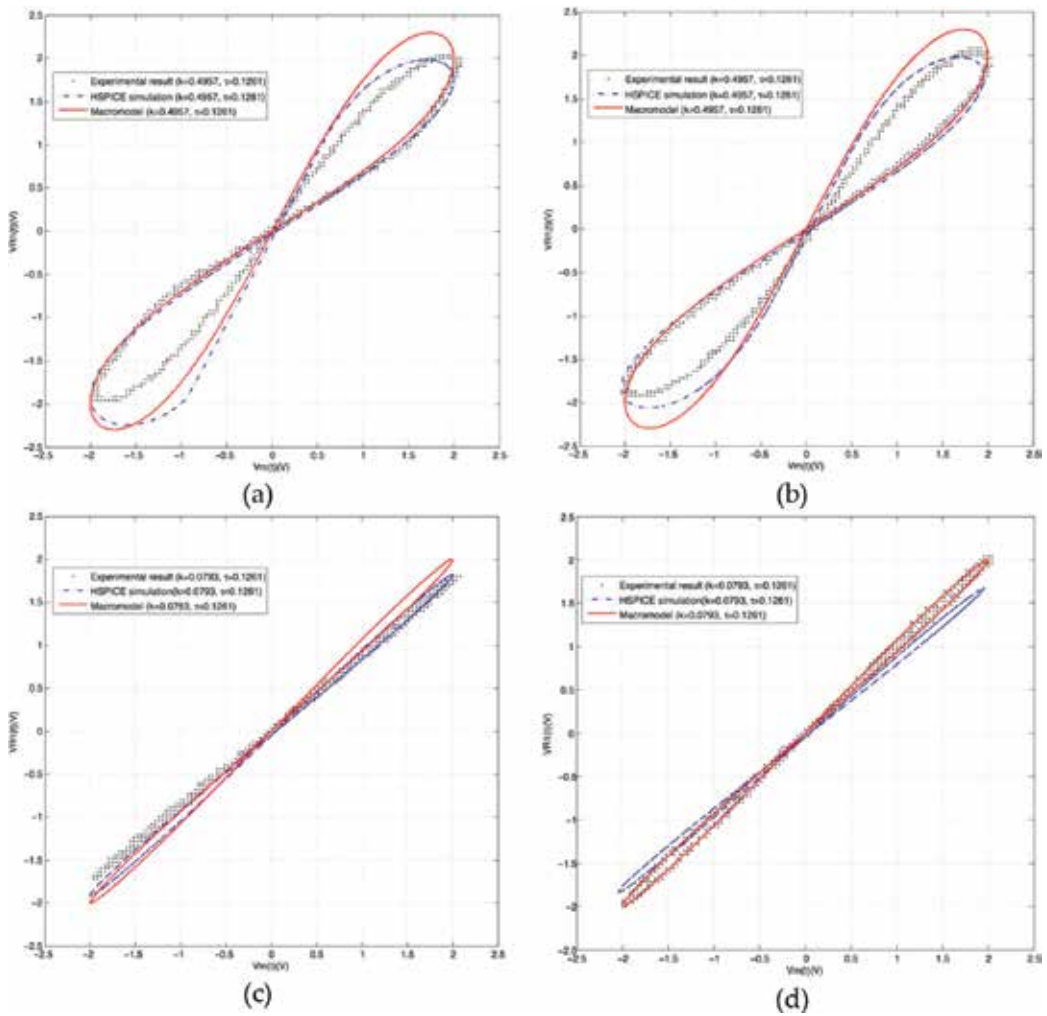 2.5
2
1.5
1
0.5
0
−0.5
−1
−1.5
−2
−2.5
VR1(t)(V)
Experimental result (k=0.4957, τ=0.1261)
HSPICE simulation (k=0.4957, τ=0.1261)
Macromodel (k=0.4957, τ=0.1261)
−2.5 −2 −1.5 −1 −0.5 0 0.5 1 1.5 2 2.5
Vm(t)(V)
(a)
2.5
2
1.5
1
0.5
0
−0.5
−1
−1.5
−2
−2.5
VR1(t)(V)
Experimental result (k=0.4957, τ=0.1261)
HSPICE simulation (k=0.4957, τ=0.1261)
Macromodel (k=0.4957, τ=0.1261)
−2.5 −2 −1.5 −1 −0.5 0 0.5 1 1.5 2 2.5
Vm(t)(V)
(b)
2.5
2
1.5
1
0.5
0
−0.5
−1
−1.5
−2
−2.5
VR1(t)(V)
Experimental result (k=0.0793, τ=0.1261)
HSPICE simulation(k=0.0793, τ=0.1261)
Macromodel (k=0.0793, τ=0.1261)
−2.5 −2 −1.5 −1 −0.5 0 0.5 1 1.5 2 2.5
Vm(t)(V)
(c)
2.5
2
1.5
1
0.5
0
−0.5
−1
−1.5
−2
−2.5
VR1(t)(V)
Experimental result (k=0.0793, τ=0.1261)
HSPICE simulation (k=0.0793, τ=0.1261)
Macromodel (k=0.0793, τ=0.1261)
−2.5 −2 −1.5 −1 −0.5 0 0.5 1 1.5 2 2.5
Vm(t)(V)
(d)